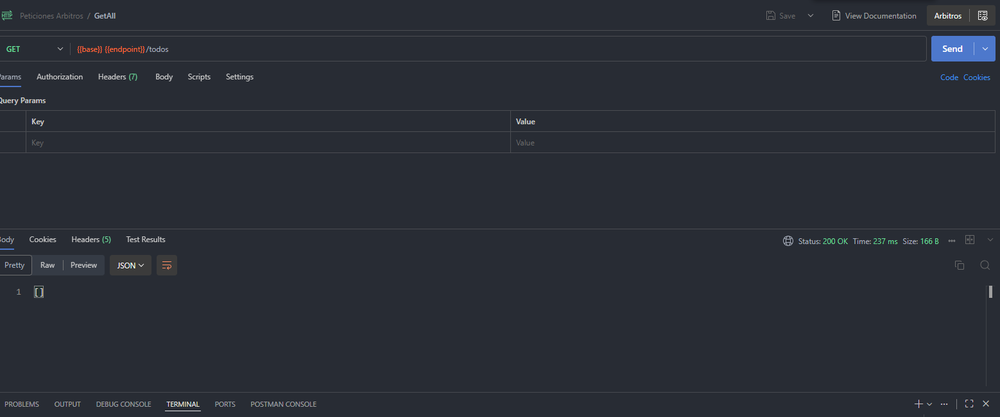 HTTP Peticiones Arbitros / GetAll Save View Documentation Arbitros
GET {{base}} {{endpoint}}/todos Send
Params Authorization Headers (7) Body Scripts Settings Code Cookies
Query Params
Key Value
Key Value
Body Cookies Headers (5) Test Results Status: 200 OK Time: 237 ms Size: 166 B
Pretty Raw Preview JSON
1 []
PROBLEMS OUTPUT DEBUG CONSOLE TERMINAL PORTS POSTMAN CONSOLE